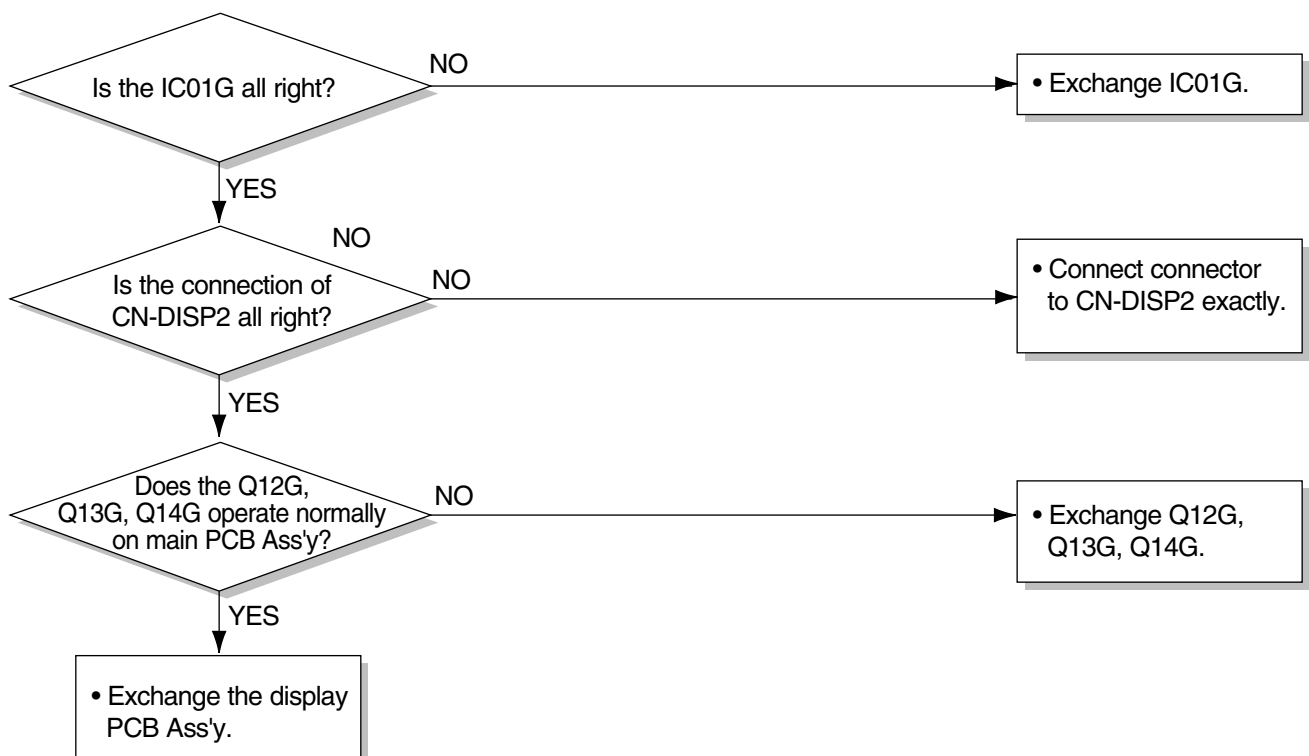 Is the IC01G all right?
NO
• Exchange IC01G.
YES
NO
Is the connection of
CN-DISP2 all right?
NO
• Connect connector
to CN-DISP2 exactly.
YES
Does the Q12G,
Q13G, Q14G operate normally
on main PCB Ass'y?
NO
• Exchange Q12G,
Q13G, Q14G.
YES
• Exchange the display
PCB Ass'y.